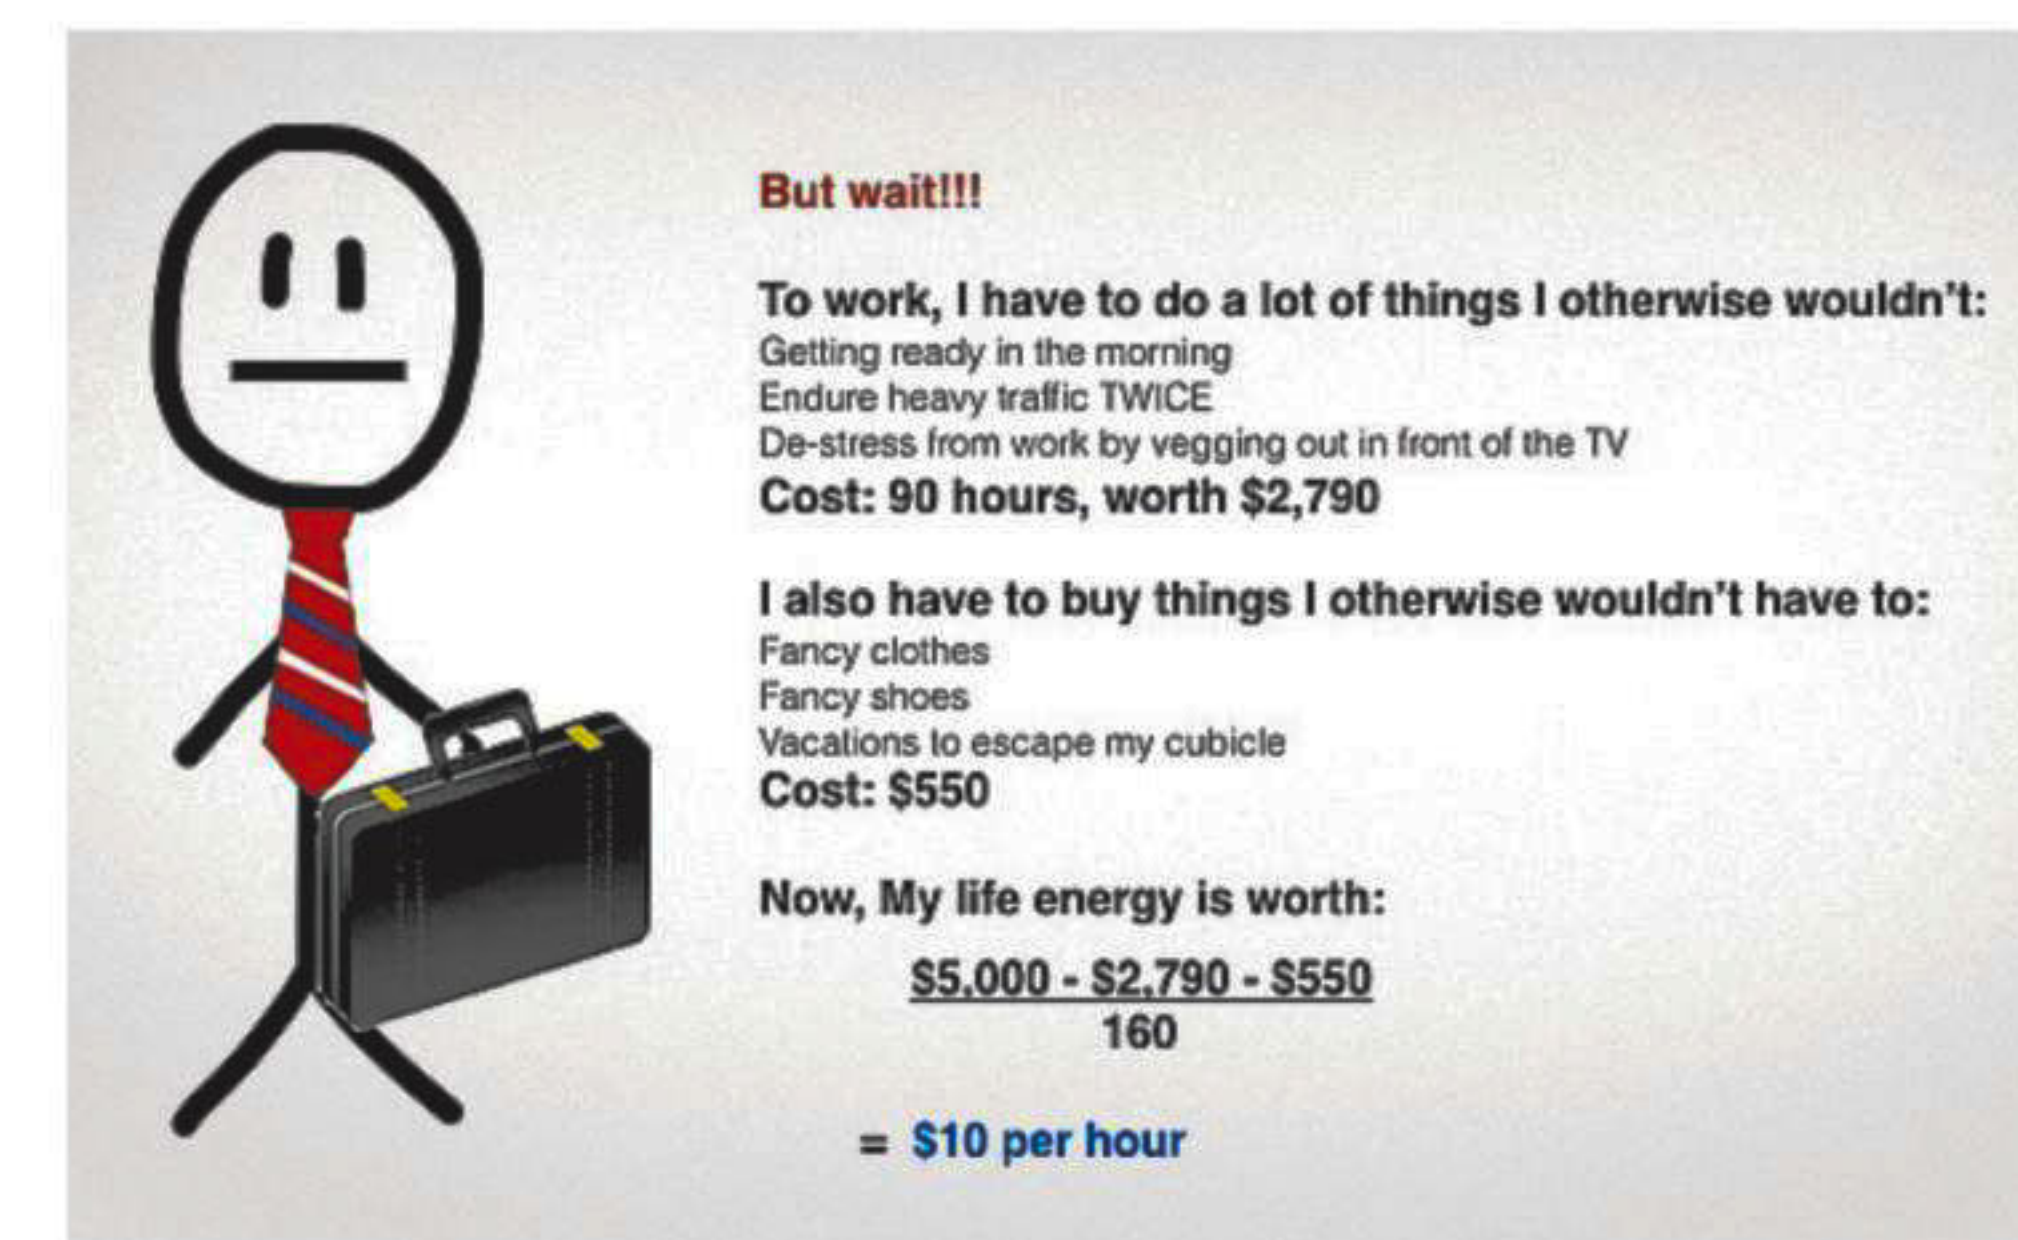 But wait!!!
To work, I have to do a lot of things I otherwise wouldn't:
Getting ready in the morning
Endure heavy traffic TWICE
De-stress from work by vegging out in front of the TV
Cost: 90 hours, worth $2,790
I also have to buy things I otherwise wouldn't have to:
Fancy clothes
Fancy shoes
Vacations to escape my cubicle
Cost: $550
Now, My life energy is worth:
$5,000 - $2,790 - $550
160
= $10 per hour